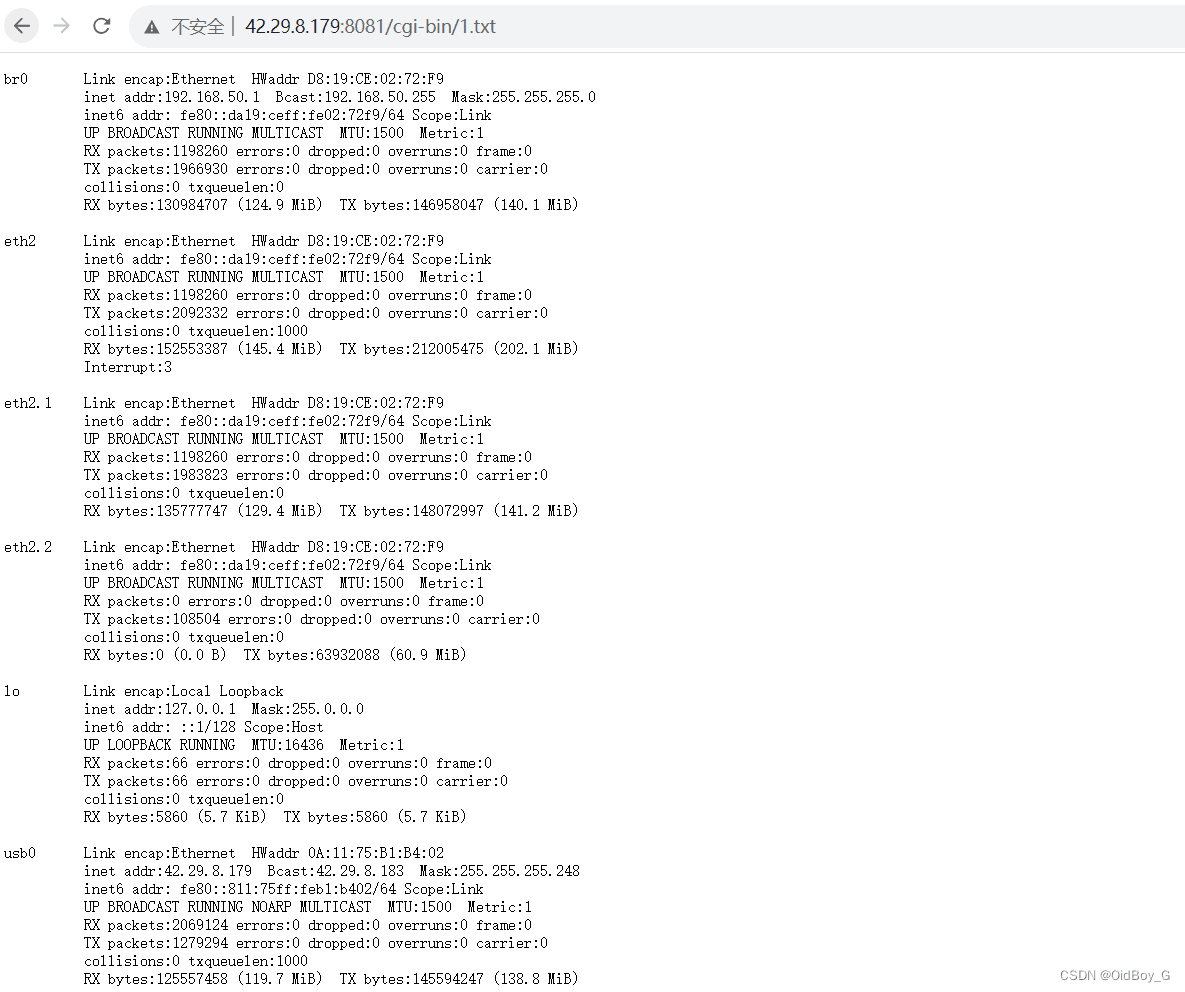 不安全 | 42.29.8.179:8081/cgi-bin/1.txt
br0 Link encap:Ethernet HWaddr D8:19:CE:02:72:F9
inet addr:192.168.50.1 Bcast:192.168.50.255 Mask:255.255.255.0
inet6 addr: fe80::da19:ceff:fe02:72f9/64 Scope:Link
UP BROADCAST RUNNING MULTICAST MTU:1500 Metric:1
RX packets:1198260 errors:0 dropped:0 overruns:0 frame:0
TX packets:1966930 errors:0 dropped:0 overruns:0 carrier:0
collisions:0 txqueuelen:0
RX bytes:130984707 (124.9 MiB) TX bytes:146958047 (140.1 MiB)
eth2 Link encap:Ethernet HWaddr D8:19:CE:02:72:F9
inet6 addr: fe80::da19:ceff:fe02:72f9/64 Scope:Link
UP BROADCAST RUNNING MULTICAST MTU:1500 Metric:1
RX packets:1198260 errors:0 dropped:0 overruns:0 frame:0
TX packets:2092332 errors:0 dropped:0 overruns:0 carrier:0
collisions:0 txqueuelen:1000
RX bytes:152553387 (145.4 MiB) TX bytes:212005475 (202.1 MiB)
Interrupt:3
eth2.1 Link encap:Ethernet HWaddr D8:19:CE:02:72:F9
inet6 addr: fe80::da19:ceff:fe02:72f9/64 Scope:Link
UP BROADCAST RUNNING MULTICAST MTU:1500 Metric:1
RX packets:1198260 errors:0 dropped:0 overruns:0 frame:0
TX packets:1983823 errors:0 dropped:0 overruns:0 carrier:0
collisions:0 txqueuelen:0
RX bytes:135777747 (129.4 MiB) TX bytes:148072997 (141.2 MiB)
eth2.2 Link encap:Ethernet HWaddr D8:19:CE:02:72:F9
inet6 addr: fe80::da19:ceff:fe02:72f9/64 Scope:Link
UP BROADCAST RUNNING MULTICAST MTU:1500 Metric:1
RX packets:0 errors:0 dropped:0 overruns:0 frame:0
TX packets:108504 errors:0 dropped:0 overruns:0 carrier:0
collisions:0 txqueuelen:0
RX bytes:0 (0.0 B) TX bytes:63932088 (60.9 MiB)
lo Link encap:Local Loopback
inet addr:127.0.0.1 Mask:255.0.0.0
inet6 addr: ::1/128 Scope:Host
UP LOOPBACK RUNNING MTU:16436 Metric:1
RX packets:66 errors:0 dropped:0 overruns:0 frame:0
TX packets:66 errors:0 dropped:0 overruns:0 carrier:0
collisions:0 txqueuelen:0
RX bytes:5860 (5.7 KiB) TX bytes:5860 (5.7 KiB)
usb0 Link encap:Ethernet HWaddr 0A:11:75:B1:B4:02
inet addr:42.29.8.179 Bcast:42.29.8.183 Mask:255.255.255.248
inet6 addr: fe80::811:75ff:feb1:b402/64 Scope:Link
UP BROADCAST RUNNING NOARP MULTICAST MTU:1500 Metric:1
RX packets:2069124 errors:0 dropped:0 overruns:0 frame:0
TX packets:1279294 errors:0 dropped:0 overruns:0 carrier:0
collisions:0 txqueuelen:1000
RX bytes:125557458 (119.7 MiB) TX bytes:145594247 (138.8 MiB)
CSDN @OidBoy_G